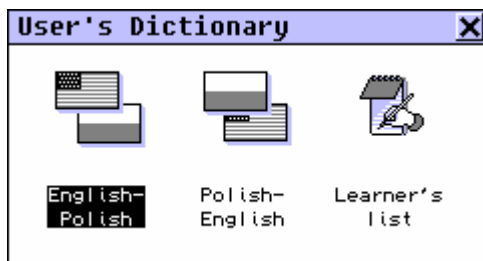 User's Dictionary
English-
Polish
Polish-
English
Learner's
list